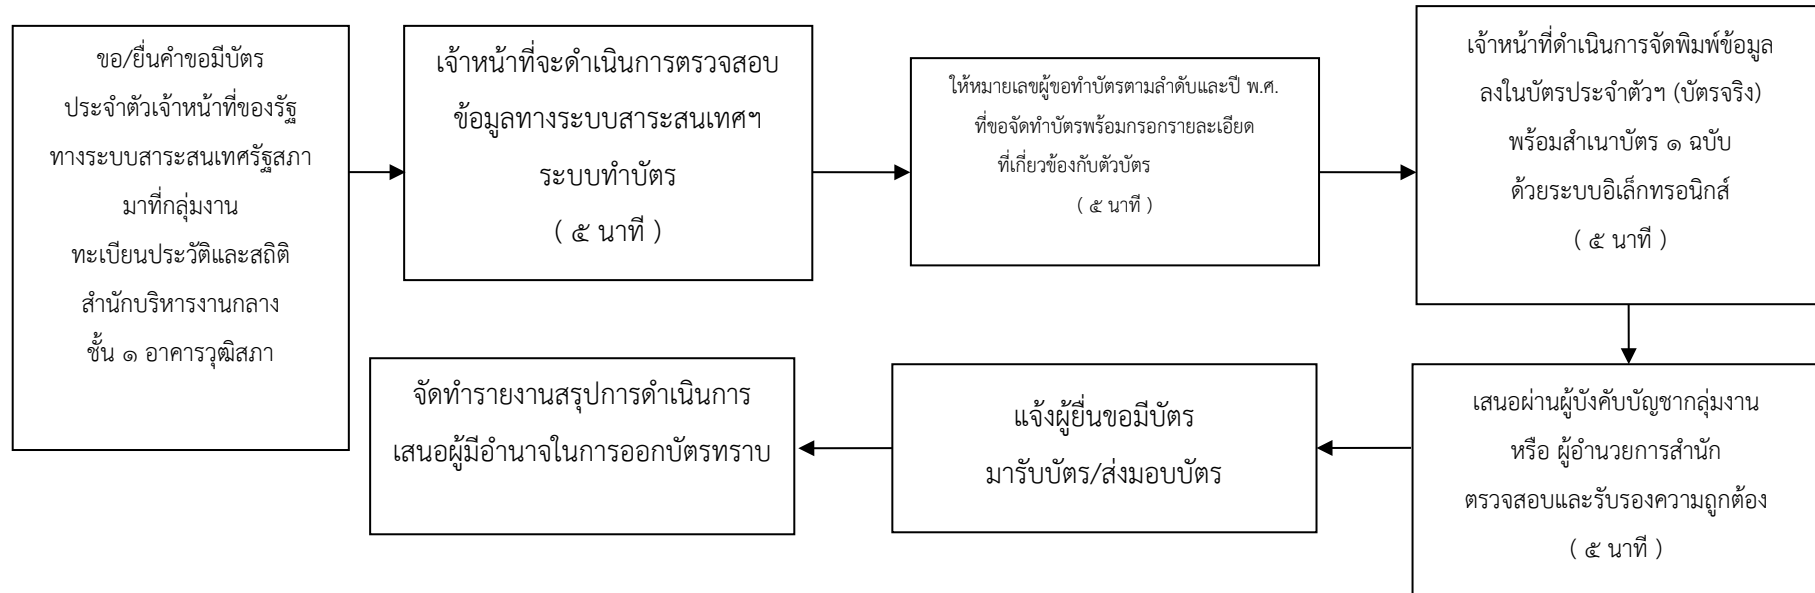 ขอ/ยื่นคำขอมีบัตร
ประจำตัวเจ้าหน้าที่ของรัฐ
ทางระบบสาระสนเทศรัฐสภา
มาที่กลุ่มงาน
ทะเบียนประวัติและสถิติ
สำนักบริหารงานกลาง
ชั้น ๑ อาคารวุฒิสภา
เจ้าหน้าที่จะดำเนินการตรวจสอบ
ข้อมูลทางระบบสาระสนเทศฯ
ระบบทำบัตร
( ๕ นาที )
ให้หมายเลขผู้ขอทำบัตรตามลำดับและปี พ.ศ.
ที่ขอจัดทำบัตรพร้อมกรอกรายละเอียด
ที่เกี่ยวข้องกับตัวบัตร
( ๕ นาที )
เจ้าหน้าที่ดำเนินการจัดพิมพ์ข้อมูล
ลงในบัตรประจำตัวฯ (บัตรจริง)
พร้อมสำเนาบัตร ๑ ฉบับ
ด้วยระบบอิเล็กทรอนิกส์
( ๕ นาที )
เสนอผ่านผู้บังคับบัญชากลุ่มงาน
หรือ ผู้อำนวยการสำนัก
ตรวจสอบและรับรองความถูกต้อง
( ๕ นาที )
แจ้งผู้ยื่นขอมีบัตร
มารับบัตร/ส่งมอบบัตร
จัดทำรายงานสรุปการดำเนินการ
เสนอผู้มีอำนาจในการออกบัตรทราบ